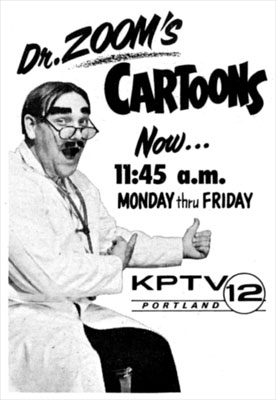 Dr. ZOOM'S
CARTOONS
Now...
11:45 a.m.
MONDAY thru FRIDAY
KPTV 12
PORTLAND